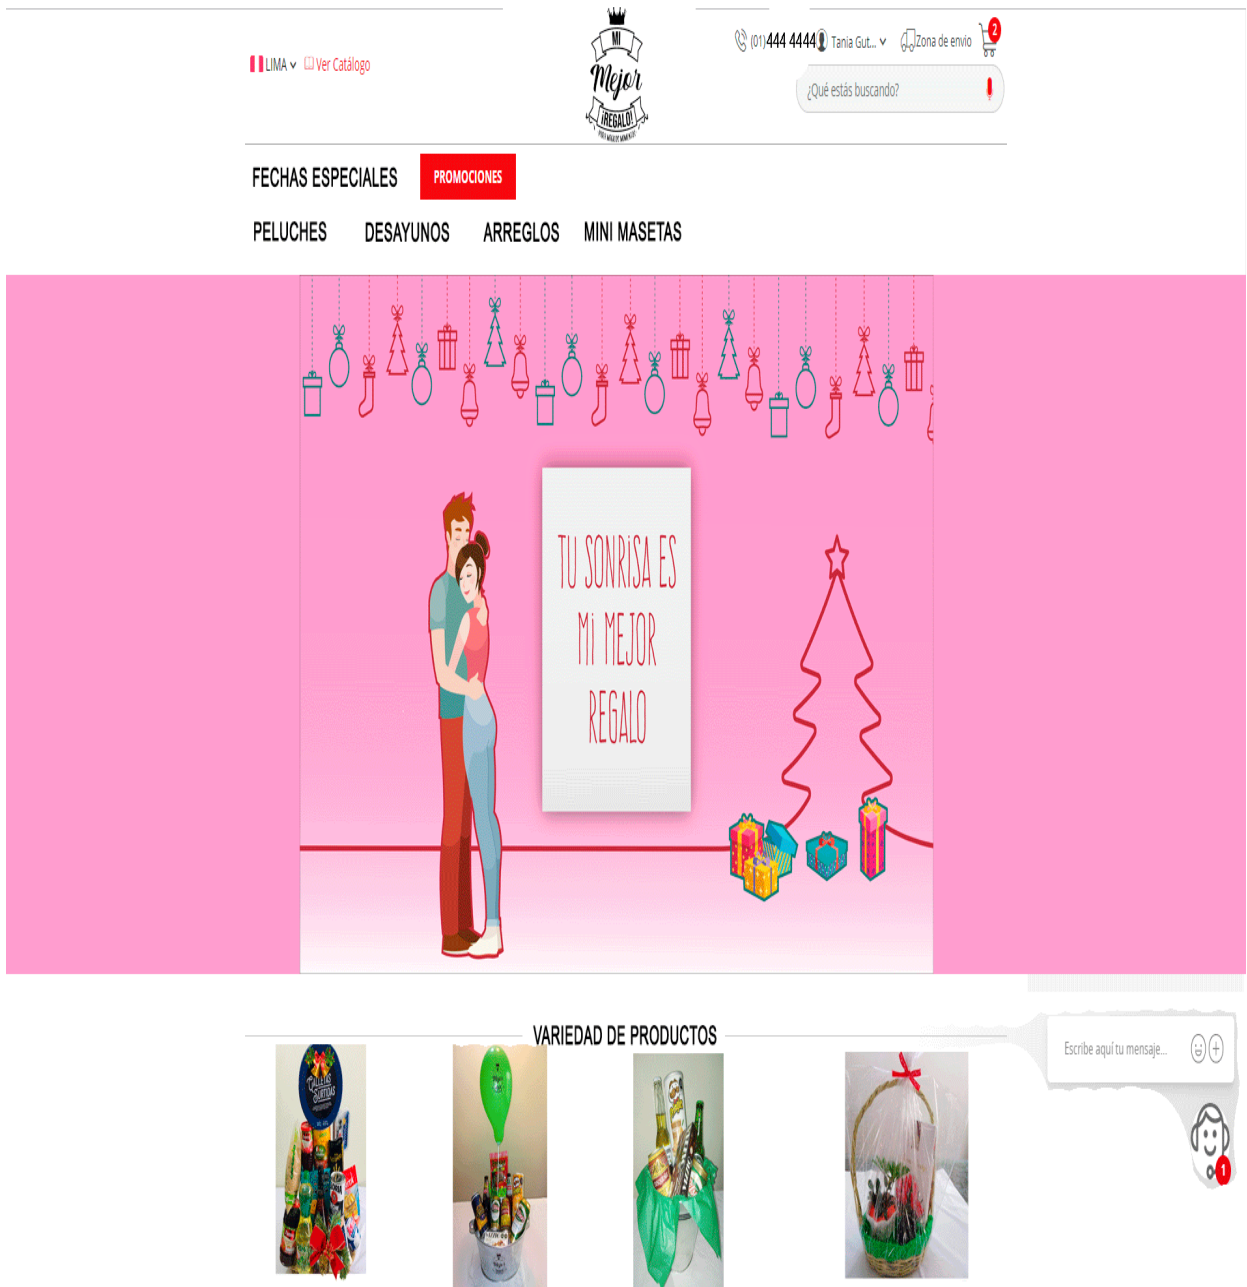 MI
Mejor
¡REGALO!
(01)444 4444
Tania Gut...
Zona de envio
2
LIMA
Ver Catálogo
¿Qué estás buscando?
FECHAS ESPECIALES
PROMOCIONES
PELUCHES
DESAYUNOS
ARREGLOS
MINI MASETAS
TU SONRiSA ES
Mi MEJOR
REGALO
VARIEDAD DE PRODUCTOS
Escribe aquí tu mensaje...
1